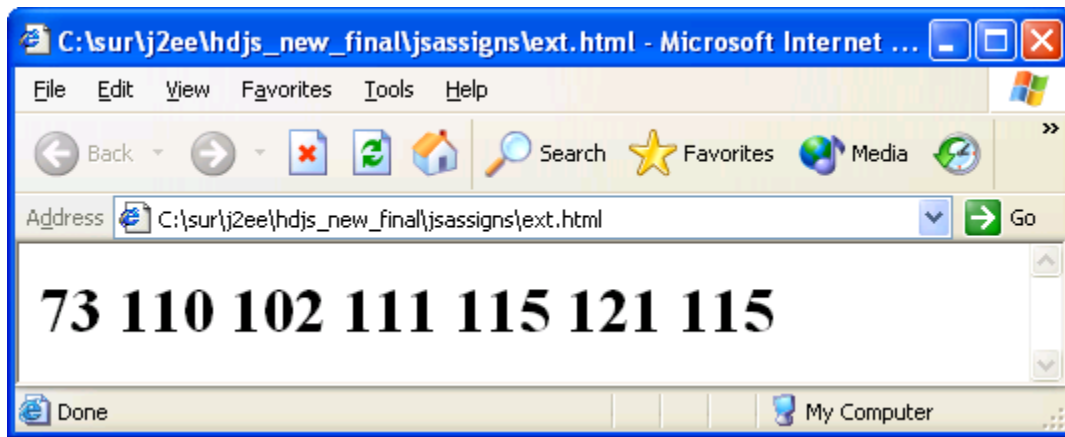 C:\sur\j2ee\hdjs_new_final\jsassigns\ext.html - Microsoft Internet ...
File Edit View Favorites Tools Help
Back Search Favorites Media »
Address C:\sur\j2ee\hdjs_new_final\jsassigns\ext.html Go
73 110 102 111 115 121 115
Done My Computer